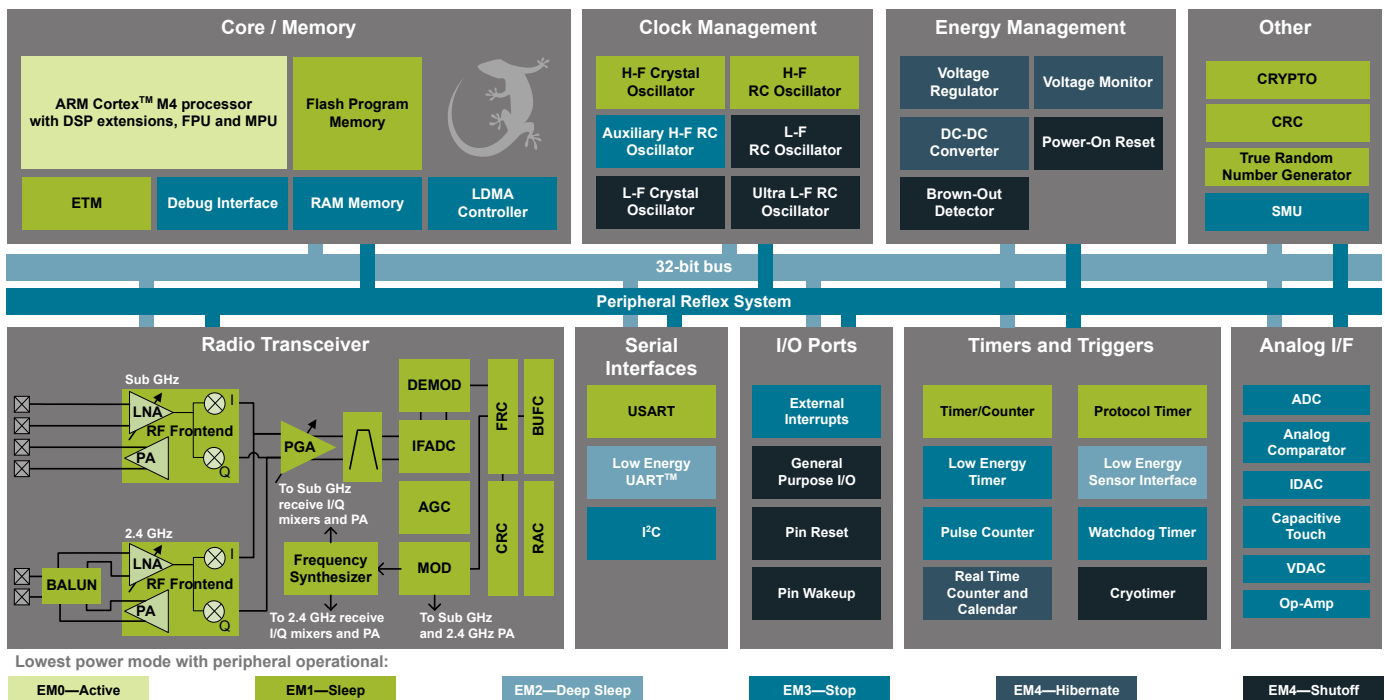 Core / Memory
ARM Cortex™ M4 processor
with DSP extensions, FPU and MPU
Flash Program
Memory
ETM
Debug Interface
RAM Memory
LDMA
Controller
Clock Management
H-F Crystal
Oscillator
H-F
RC Oscillator
Auxiliary H-F RC
Oscillator
L-F
RC Oscillator
L-F Crystal
Oscillator
Ultra L-F RC
Oscillator
Energy Management
Voltage
Regulator
Voltage Monitor
DC-DC
Converter
Power-On Reset
Brown-Out
Detector
Other
CRYPTO
CRC
True Random
Number Generator
SMU
32-bit bus
Peripheral Reflex System
Radio Transceiver
Sub GHz
LNA
RF Frontend
PA
I
Q
PGA
To Sub GHz
receive I/Q
mixers and PA
DEMOD
IFADC
AGC
MOD
FRC
BUFC
CRC
RAC
2.4 GHz
BALUN
LNA
RF Frontend
PA
I
Q
Frequency
Synthesizer
To 2.4 GHz receive
I/Q mixers and PA
To Sub GHz
and 2.4 GHz PA
Serial
Interfaces
USART
Low Energy
UART™
I²C
I/O Ports
External
Interrupts
General
Purpose I/O
Pin Reset
Pin Wakeup
Timers and Triggers
Timer/Counter
Protocol Timer
Low Energy
Timer
Low Energy
Sensor Interface
Pulse Counter
Watchdog Timer
Real Time
Counter and
Calendar
Cryotimer
Analog I/F
ADC
Analog
Comparator
IDAC
Capacitive
Touch
VDAC
Op-Amp
Lowest power mode with peripheral operational:
EM0—Active
EM1—Sleep
EM2—Deep Sleep
EM3—Stop
EM4—Hibernate
EM4—Shutoff